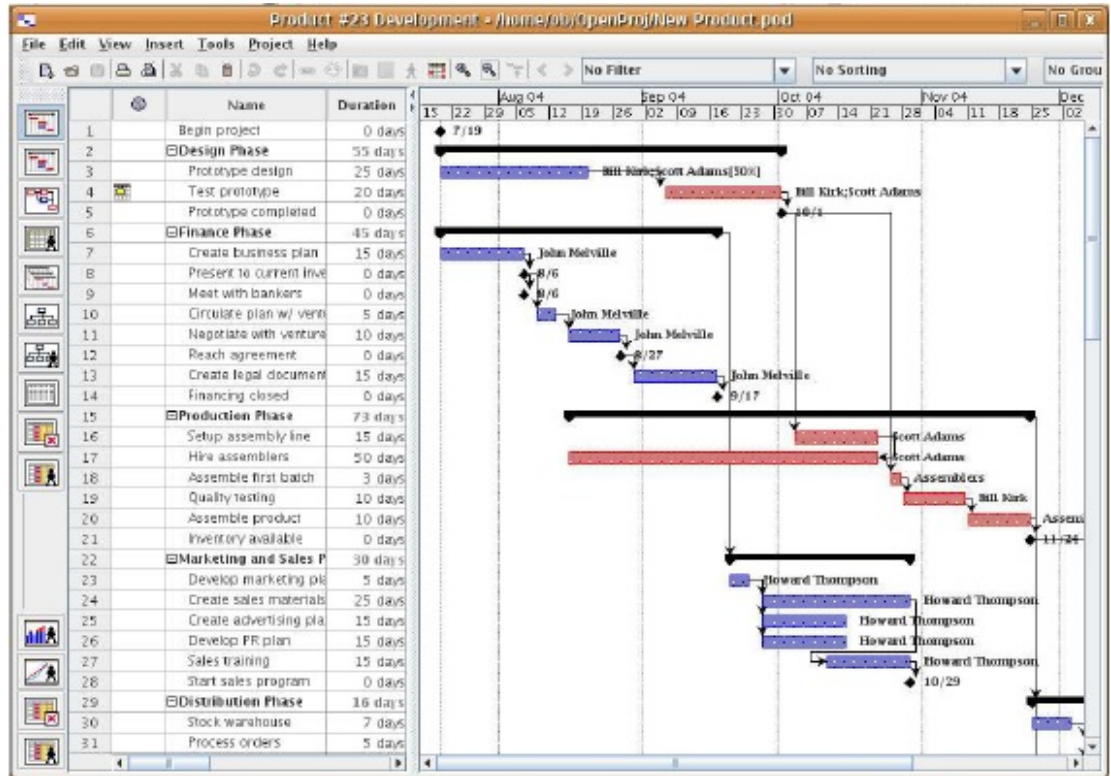 Product #23 Development - /home/ob/OpenProj/New Product.pod
File Edit View Insert Tools Project Help
No Filter No Sorting No Grou
Name Duration
Aug 04 Sep 04 Oct 04 Nov 04 Dec
15 22 29 05 12 19 26 02 09 16 23 30 07 14 21 28 04 11 18 25 02
1 Begin project 0 days 7/19
2 Design Phase 55 days
3 Prototype design 25 days Bill Kirk;Scott Adams[50%]
4 Test prototype 20 days Bill Kirk;Scott Adams
5 Prototype completed 0 days 10/1
6 Finance Phase 45 days
7 Create business plan 15 days John Melville
8 Present to current inve 0 days 8/6
9 Meet with bankers 0 days 8/6
10 Circulate plan w/ vent 5 days John Melville
11 Negotiate with venture 10 days John Melville
12 Reach agreement 0 days 8/27
13 Create legal document 15 days John Melville
14 Financing closed 0 days 9/17
15 Production Phase 73 days
16 Setup assembly line 15 days Scott Adams
17 Hire assemblers 50 days Scott Adams
18 Assemble first batch 3 days Assemblers
19 Quality testing 10 days Bill Kirk
20 Assemble product 10 days Assem
21 Inventory available 0 days 11/24
22 Marketing and Sales P 30 days
23 Develop marketing pla 5 days Howard Thompson
24 Create sales materials 25 days Howard Thompson
25 Create advertising pla 15 days Howard Thompson
26 Develop PR plan 15 days Howard Thompson
27 Sales training 15 days Howard Thompson
28 Start sales program 0 days 10/29
29 Distribution Phase 16 days
30 Stock warehouse 7 days
31 Process orders 5 days